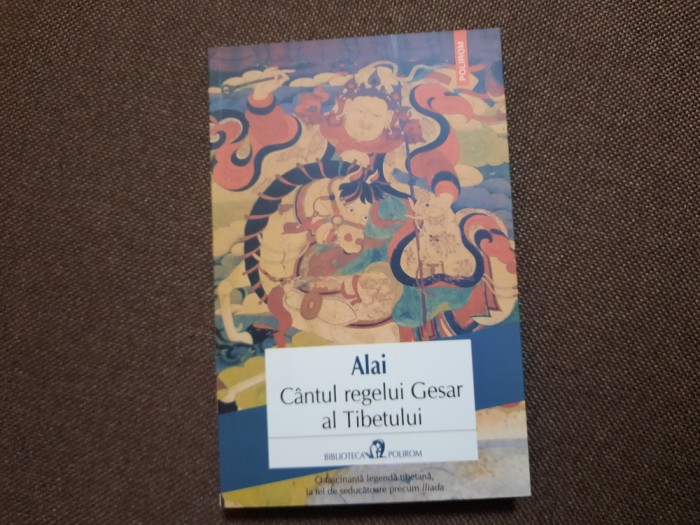 POLIROM
Alai
Cântul regelui Gesar
al Tibetului
BIBLIOTECA POLIROM
O fascinantă legendă tibetană,
la fel de seducătoare precum Iliada